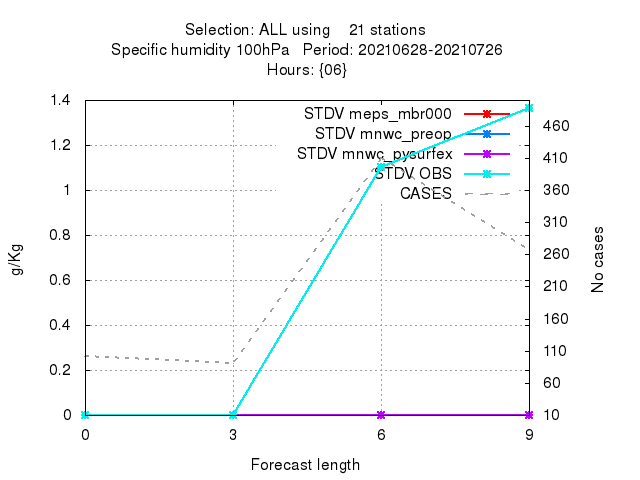 Selection: ALL using 21 stations
Specific humidity 100hPa Period: 20210628-20210726
Hours: {06}
STDV meps_mbr000
STDV mnwc_preop
STDV mnwc_pysurfex
STDV OBS
CASES
g/Kg
1.4
1.2
1
0.8
0.6
0.4
0.2
0
No cases
460
410
360
310
260
210
160
110
60
10
0 3 6 9
Forecast length